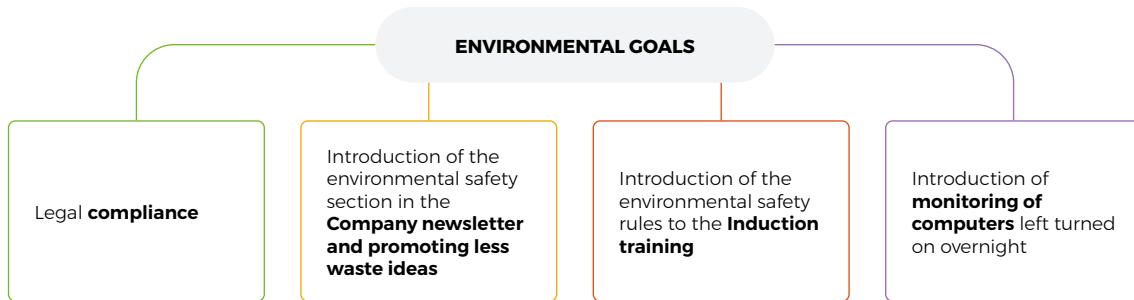 ENVIRONMENTAL GOALS
Legal compliance
Introduction of the
environmental safety
section in the
Company newsletter
and promoting less
waste ideas
Introduction of the
environmental safety
rules to the Induction
training
Introduction of
monitoring of
computers left turned
on overnight